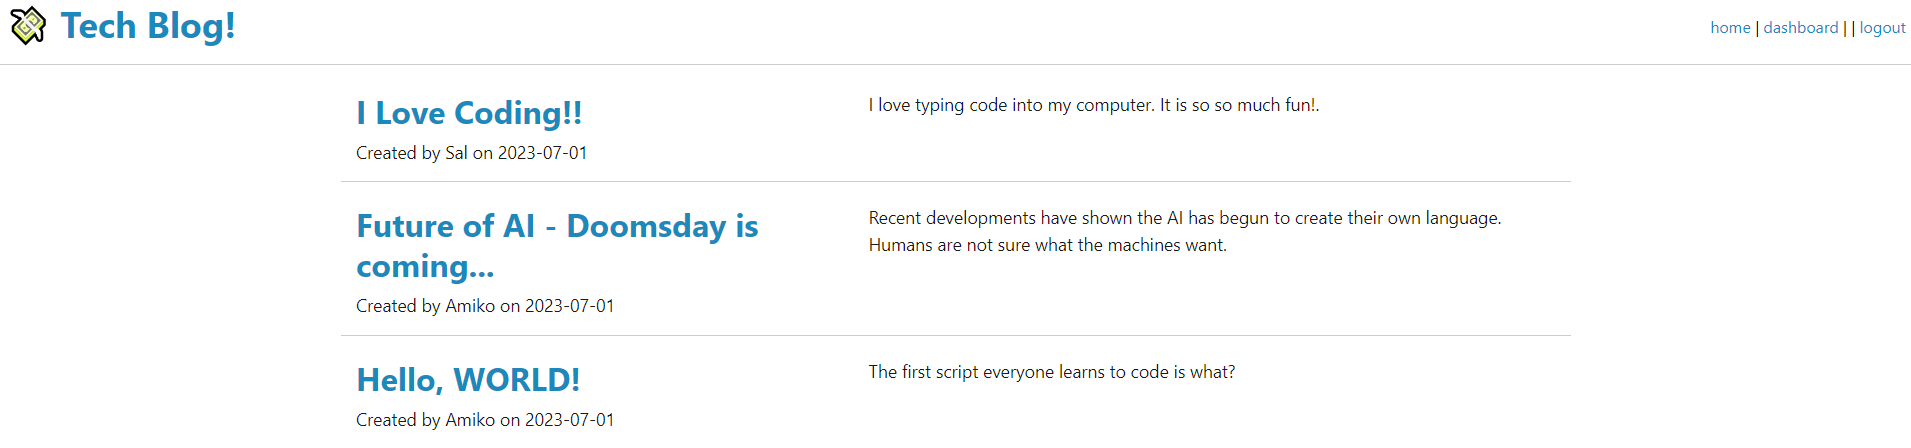 Tech Blog!
home | dashboard | | logout
I Love Coding!!
Created by Sal on 2023-07-01
I love typing code into my computer. It is so so much fun!.
Future of AI - Doomsday is
coming...
Created by Amiko on 2023-07-01
Recent developments have shown the AI has begun to create their own language.
Humans are not sure what the machines want.
Hello, WORLD!
Created by Amiko on 2023-07-01
The first script everyone learns to code is what?